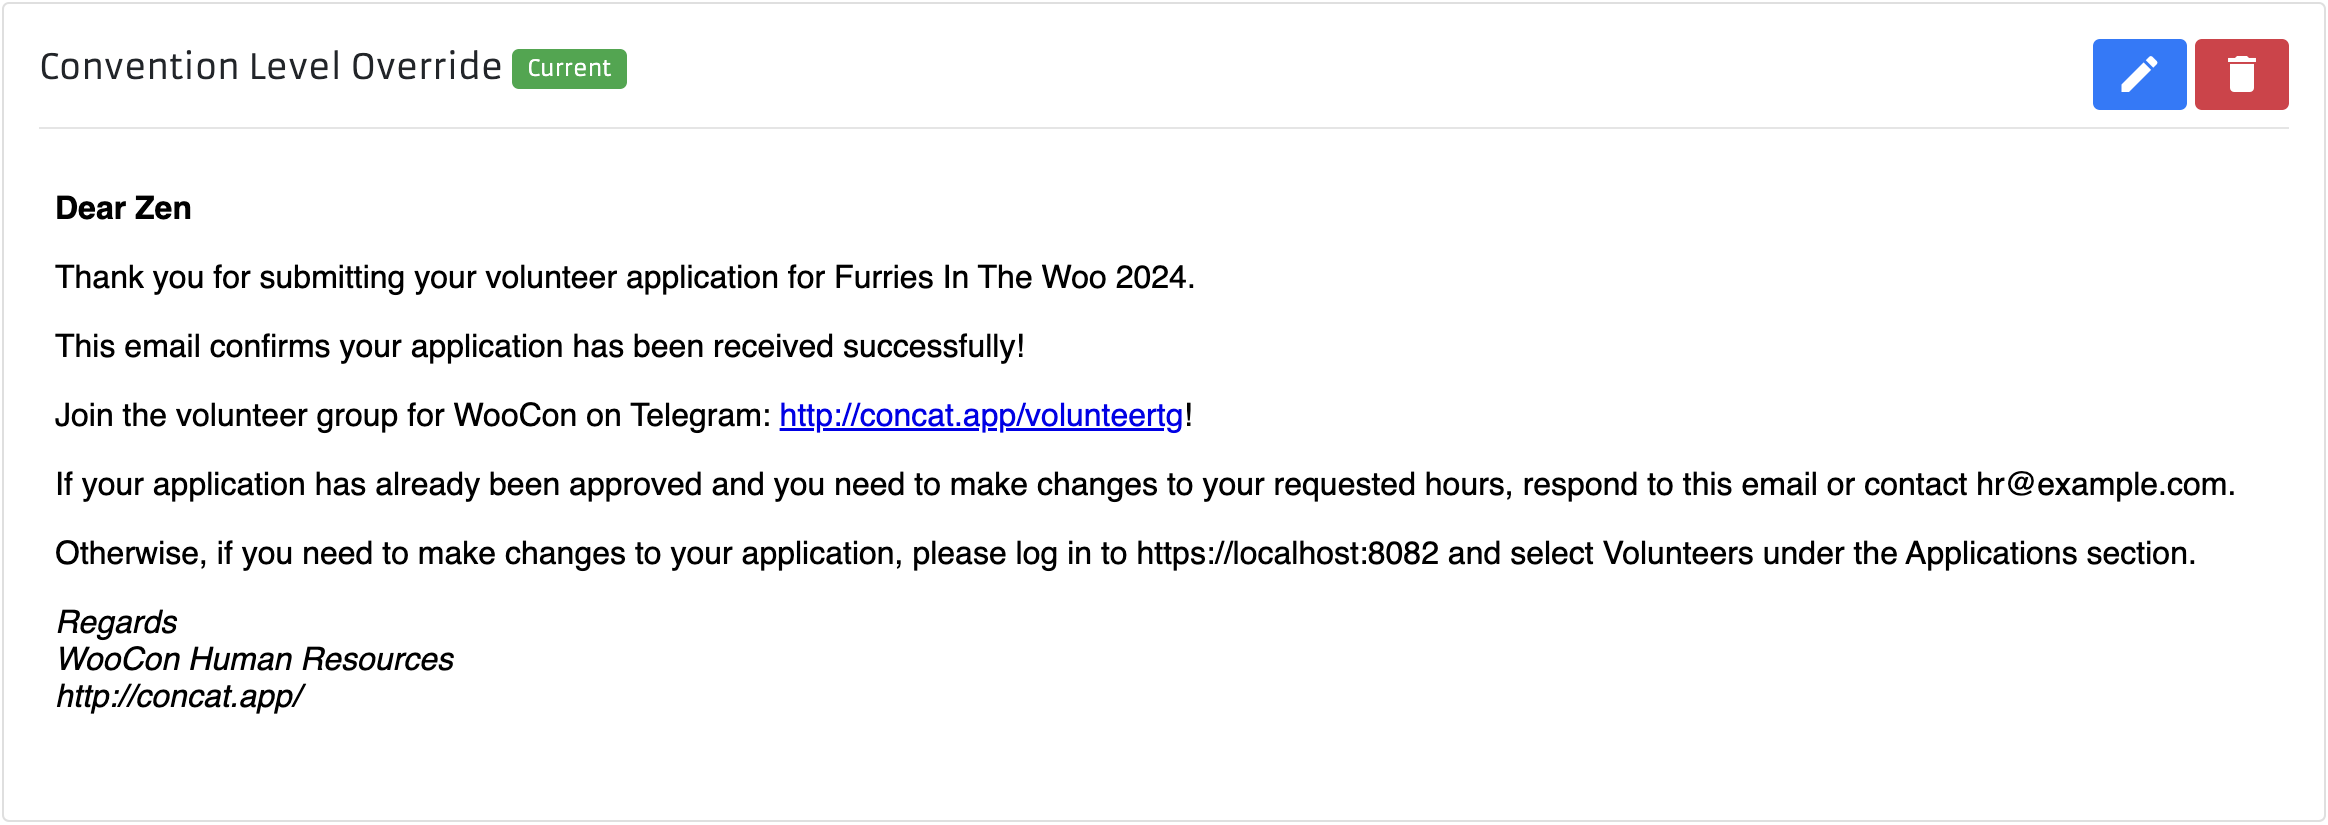 Convention Level Override Current
Dear Zen
Thank you for submitting your volunteer application for Furries In The Woo 2024.
This email confirms your application has been received successfully!
Join the volunteer group for WooCon on Telegram: http://concat.app/volunteertg!
If your application has already been approved and you need to make changes to your requested hours, respond to this email or contact hr@example.com.
Otherwise, if you need to make changes to your application, please log in to https://localhost:8082 and select Volunteers under the Applications section.
Regards
WooCon Human Resources
http://concat.app/